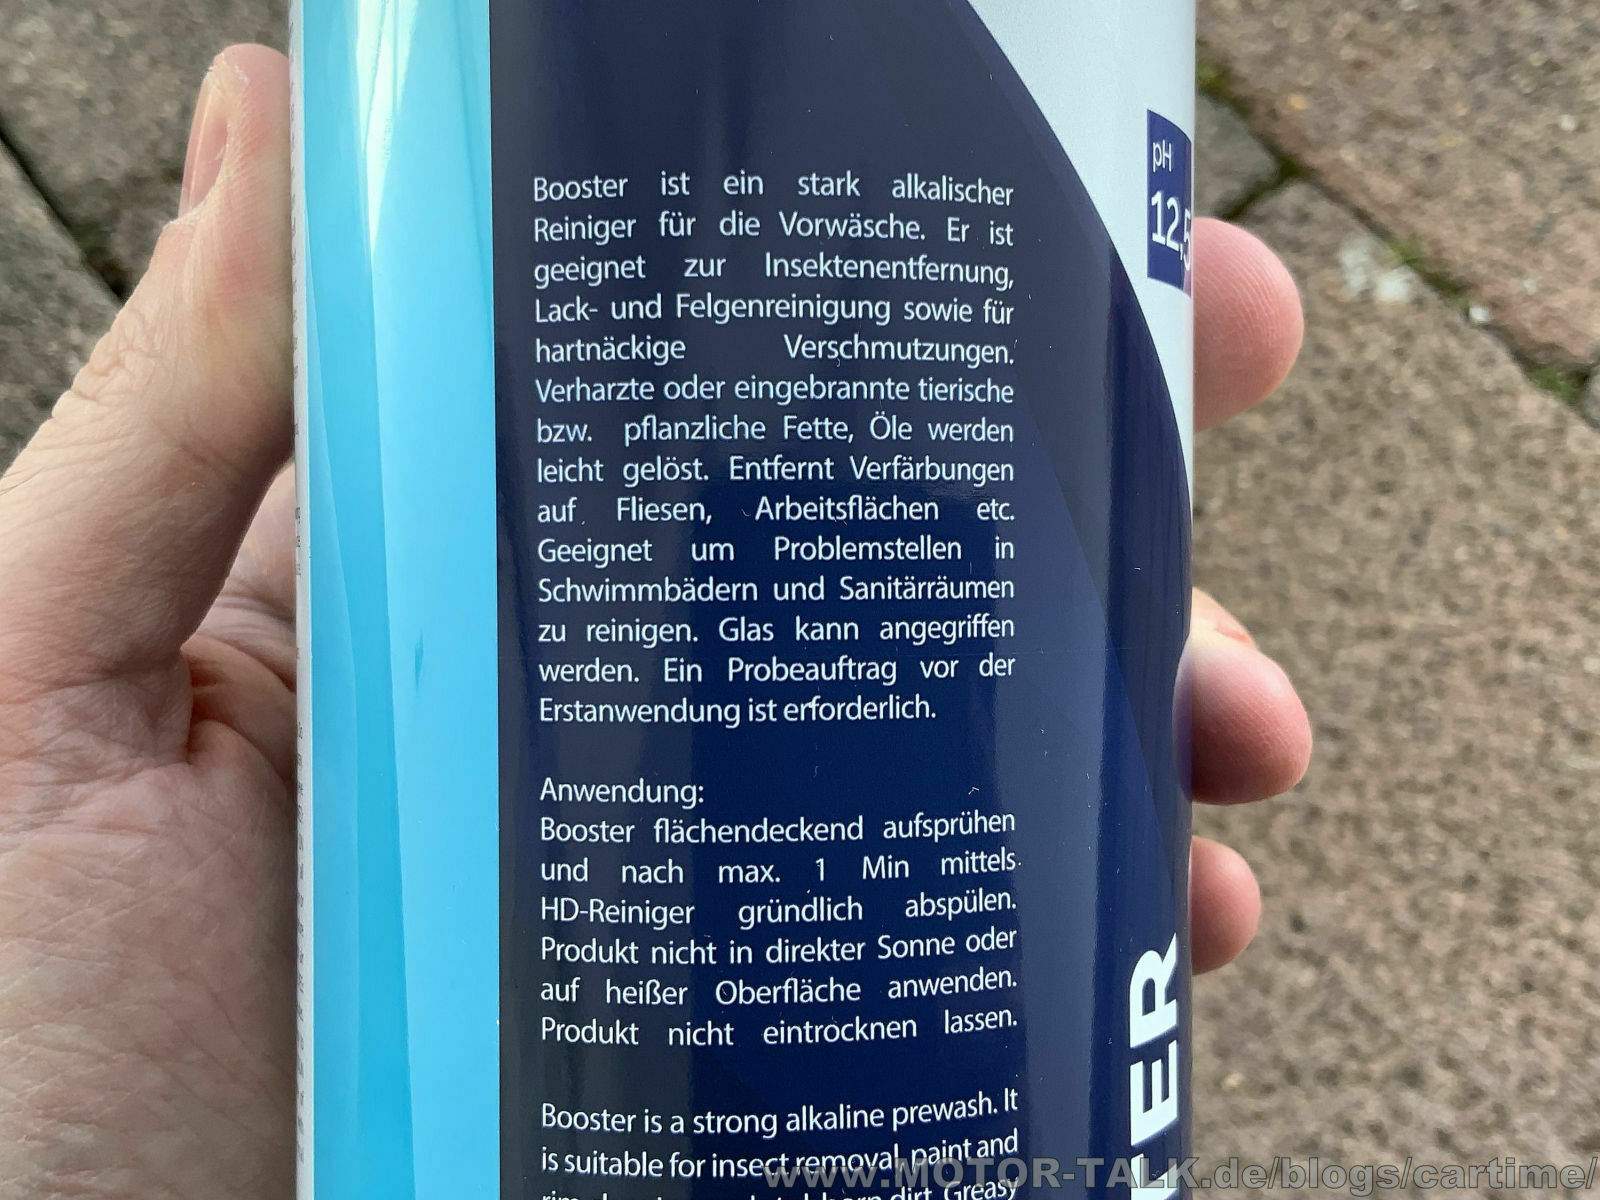 Booster ist ein stark alkalischer
Reiniger für die Vorwäsche. Er ist
geeignet zur Insektenentfernung,
Lack- und Felgenreinigung sowie für
hartnäckige Verschmutzungen.
Verharzte oder eingebrannte tierische
bzw. pflanzliche Fette, Öle werden
leicht gelöst. Entfernt Verfärbungen
auf Fliesen, Arbeitsflächen etc.
Geeignet um Problemstellen in
Schwimmbädern und Sanitärräumen
zu reinigen. Glas kann angegriffen
werden. Ein Probeauftrag vor der
Erstanwendung ist erforderlich.
Anwendung:
Booster flächendeckend aufsprühen
und nach max. 1 Min mittels
HD-Reiniger gründlich abspülen.
Produkt nicht in direkter Sonne oder
auf heißer Oberfläche anwenden.
Produkt nicht eintrocknen lassen.
Booster is a strong alkaline prewash. It
is suitable for insect removal, paint and
dirt. Greasy
pH
12,5
TER
www.MOTOR-TALK.de/blogs/cartime/